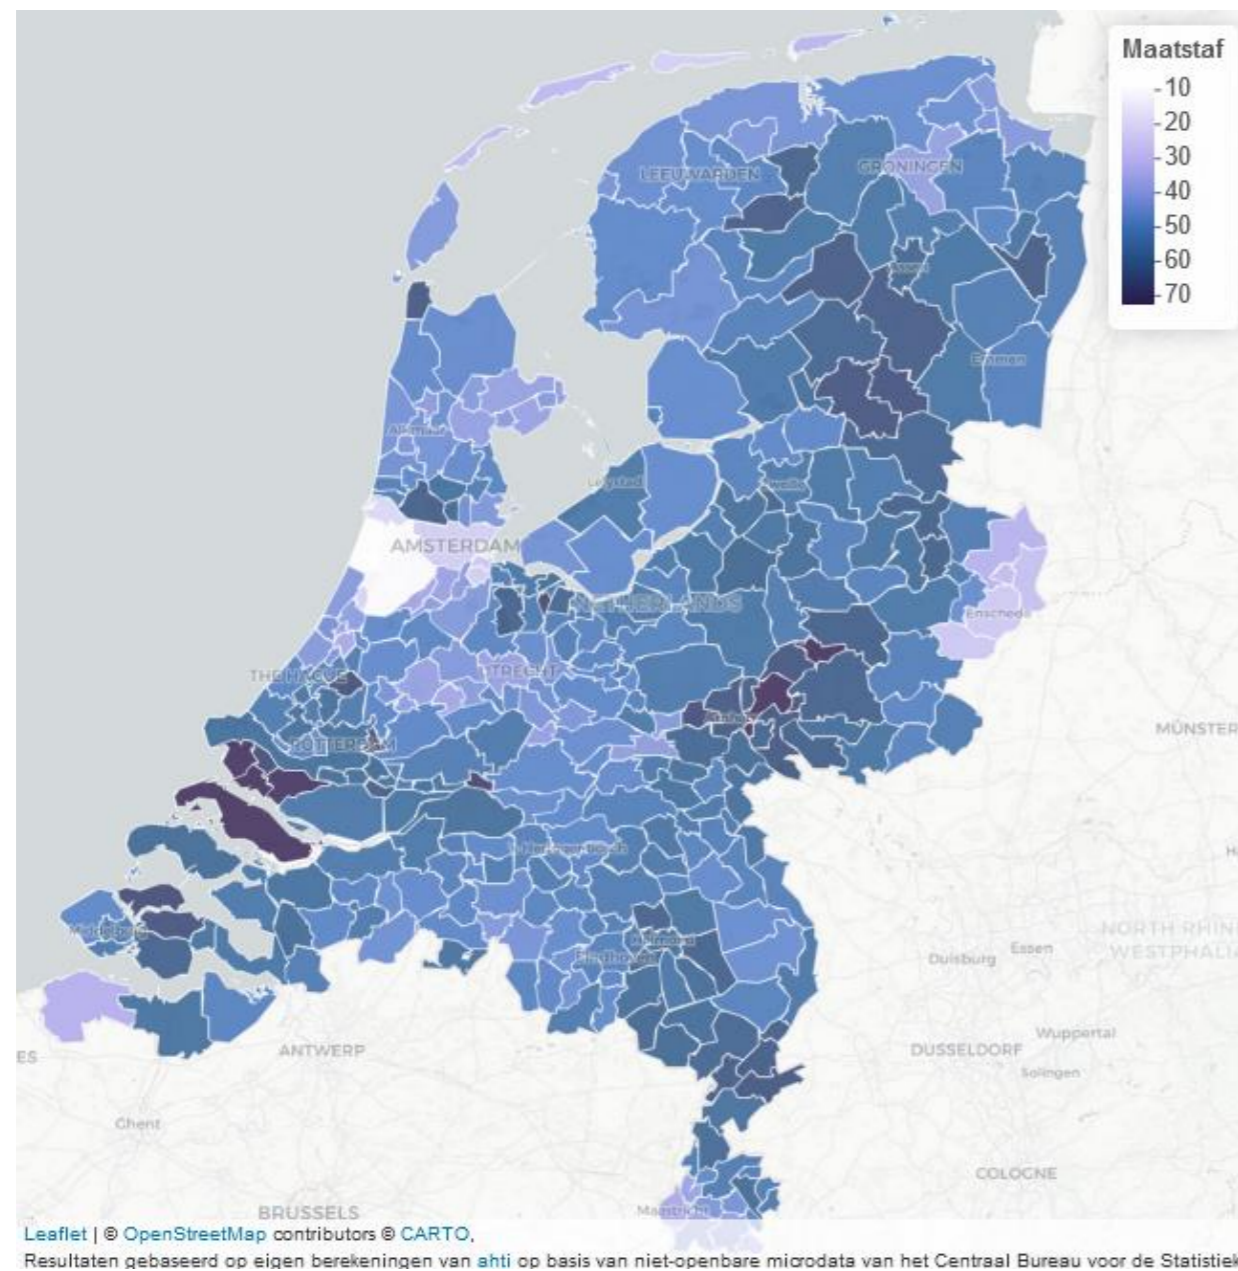 Maatstaf
10
20
30
40
50
60
70
LEEUWARDEN
GRONINGEN
Assen
Emmen
Alkmaar
Lelystad
Zwolle
AMSTERDAM
NETHERLANDS
Enschede
THE HAGUE
UTRECHT
ROTTERDAM
MÜNSTER
's-Hertogenbosch
Middelburg
Helmond
Eindhoven
NORTH RHIN
WESTPHALI
Essen
Duisburg
Wuppertal
DUSSELDORF
Solingen
ES
ANTWERP
Ghent
COLOGNE
Maastricht
BRUSSELS
Leaflet | © OpenStreetMap contributors © CARTO,
Resultaten gebaseerd op eigen berekeningen van ahti op basis van niet-openbare microdata van het Centraal Bureau voor de Statistiek